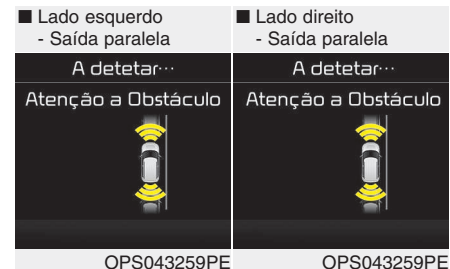 ■ Lado esquerdo
- Saída paralela
A detetar...
Atenção a Obstáculo
OPS043259PE
■ Lado direito
- Saída paralela
A detetar...
Atenção a Obstáculo
OPS043259PE